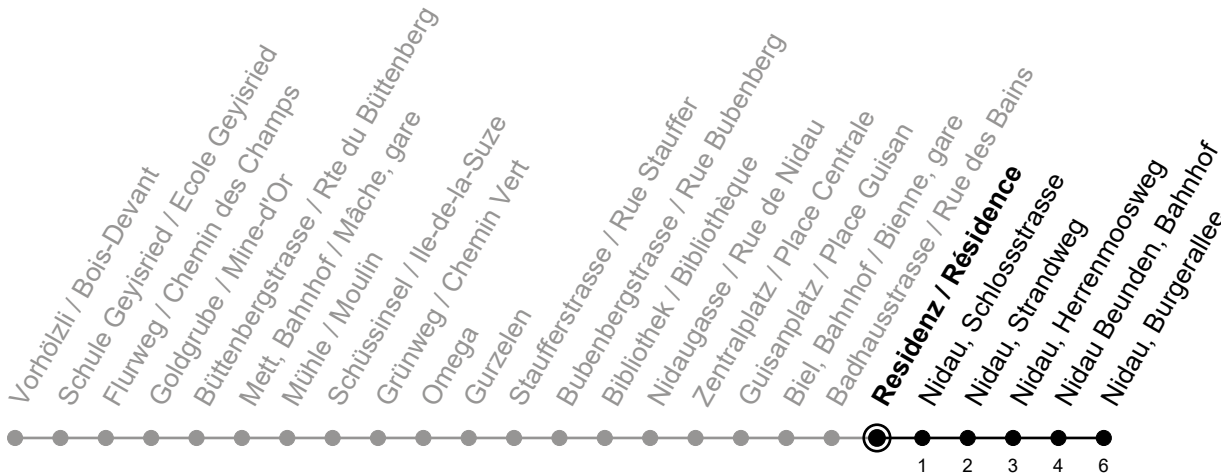 Vorhölzli / Bois-Devant
Schule Geyisried / Ecole Geyisried
Flurweg / Chemin des Champs
Goldgrube / Mine-d'Or
Büttenbergstrasse / Rte du Büttenberg
Mett, Bahnhof / Mâche, gare
Mühle / Moulin
Schüssinsel / Ile-de-la-Suze
Grünweg / Chemin Vert
Omega
Gurzelen
Staufferstrasse / Rue Stauffer
Bubenbergstrasse / Rue Bubenberg
Bibliothek / Bibliothèque
Nidaugasse / Rue de Nidau
Zentralplatz / Place Centrale
Guisanplatz / Place Guisan
Biel, Bahnhof / Bienne, gare
Badhausstrasse / Rue des Bains
Residenz / Résidence
Nidau, Schlossstrasse
Nidau, Strandweg
Nidau, Herrenmoosweg
Nidau Beunden, Bahnhof
Nidau, Burgerallee
1 2 3 4 6